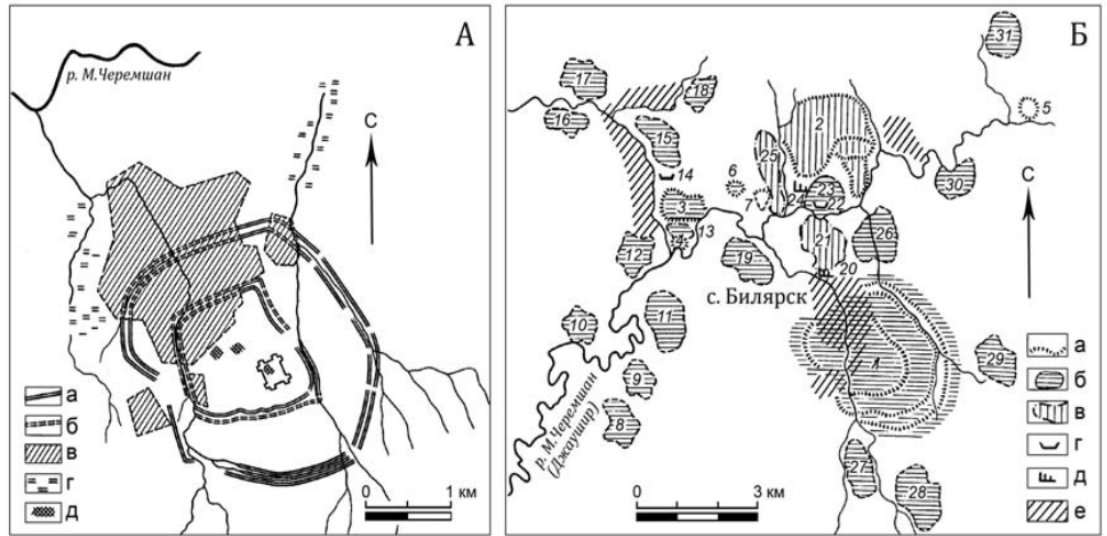 А
р. М.Черемшан
С
а
б
в
г
д
0 1 км
Б
31
17
18
5
16
15
2
25
6
14
30
С
7
24
23
22
3
13
4
12
21
26
19
20
с. Билярск
10
11
1
29
9
8
р. М.Черемшан
(Джаушир)
27
28
0 3 км
а
б
в
г
д
е